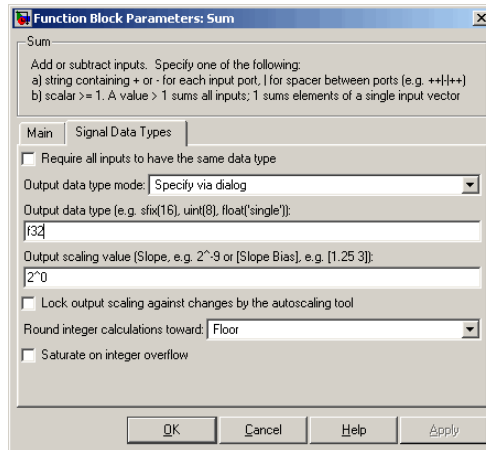 Function Block Parameters: Sum
Sum
Add or subtract inputs. Specify one of the following:
a) string containing + or - for each input port, | for spacer between ports (e.g. ++|-|++)
b) scalar >= 1. A value > 1 sums all inputs; 1 sums elements of a single input vector
Main Signal Data Types
Require all inputs to have the same data type
Output data type mode: Specify via dialog
Output data type (e.g. sfix(16), uint(8), float('single')):
f32
Output scaling value (Slope, e.g. 2^-9 or [Slope Bias], e.g. [1.25 3]):
2^0
Lock output scaling against changes by the autoscaling tool
Round integer calculations toward: Floor
Saturate on integer overflow
OK Cancel Help Apply